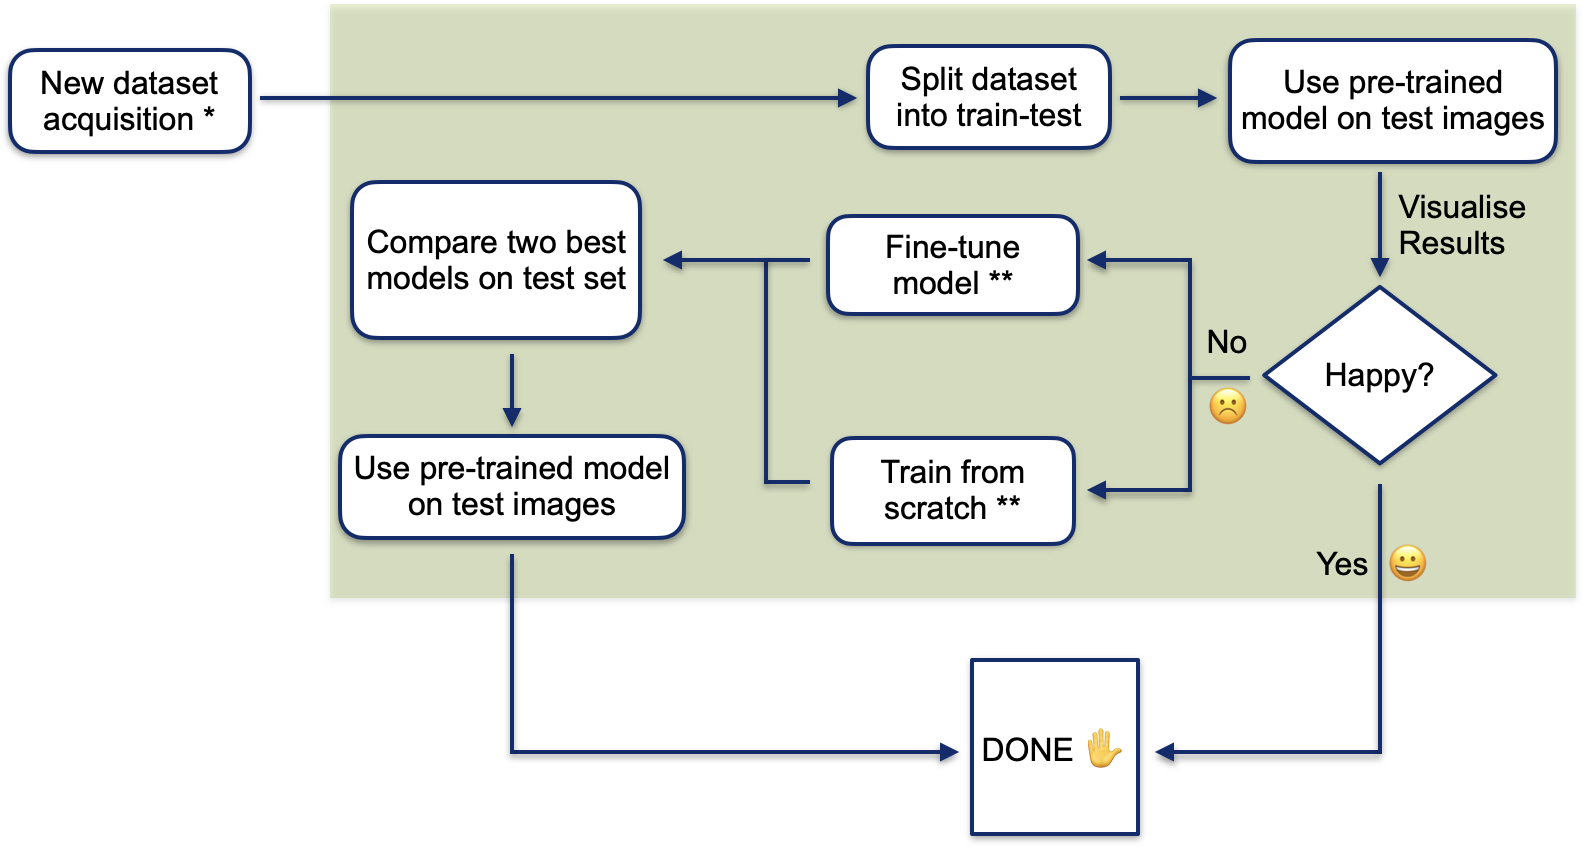 New dataset
acquisition *
Split dataset
into train-test
Use pre-trained
model on test images
Visualise
Results
Happy?
No
Fine-tune
model **
Train from
scratch **
Compare two best
models on test set
Use pre-trained model
on test images
Yes
DONE